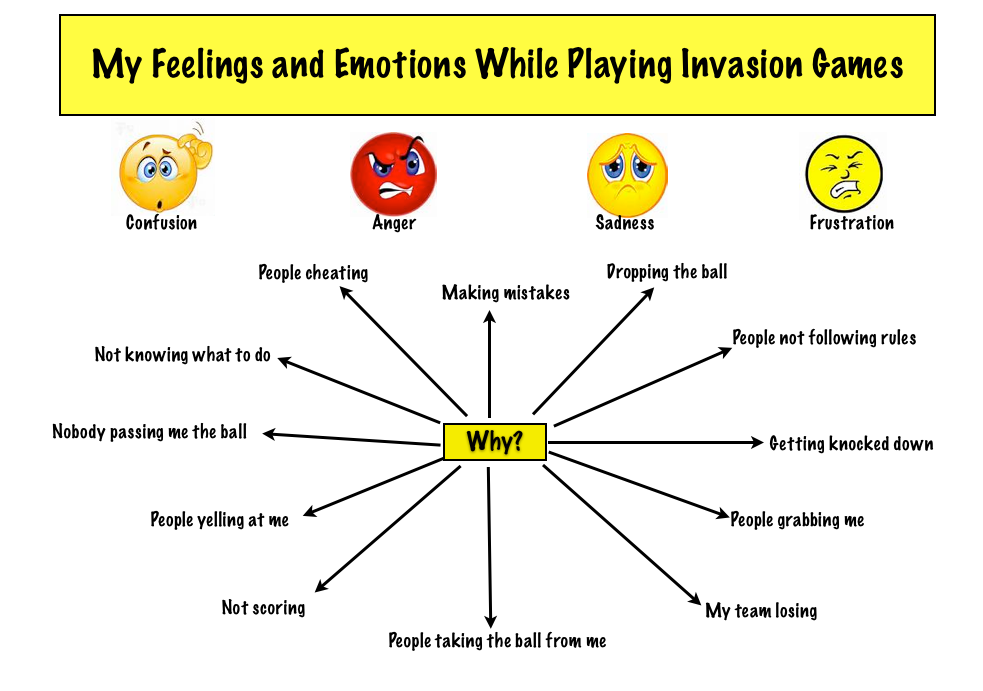 My Feelings and Emotions While Playing Invasion Games
Confusion
Anger
Sadness
Frustration
People cheating
Making mistakes
Dropping the ball
Not knowing what to do
People not following rules
Nobody passing me the ball
Why?
Getting knocked down
People yelling at me
People grabbing me
Not scoring
My team losing
People taking the ball from me